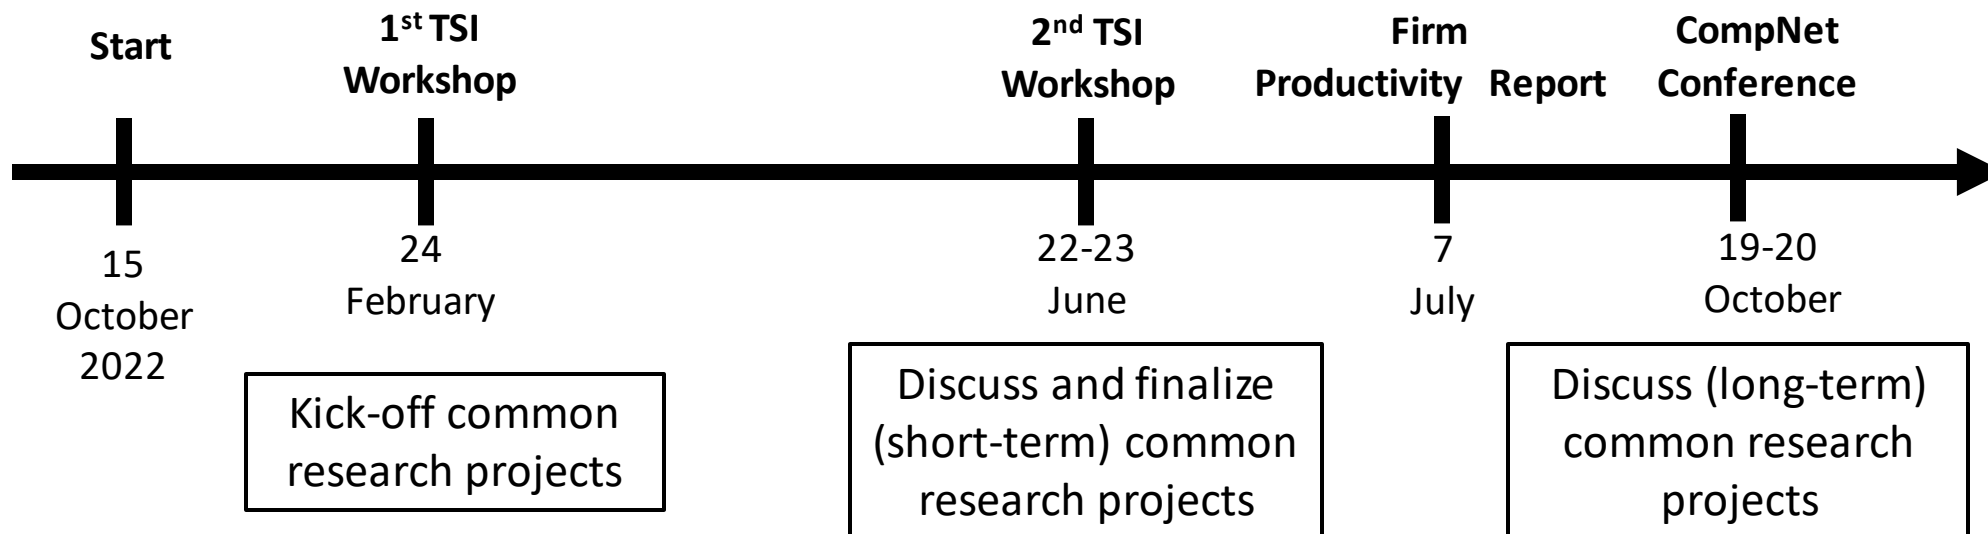 Start
1st TSI
Workshop
2nd TSI
Workshop
Firm
Productivity Report
CompNet
Conference
15
October
2022
24
February
22-23
June
7
July
19-20
October
Kick-off common
research projects
Discuss and finalize
(short-term) common
research projects
Discuss (long-term)
common research
projects